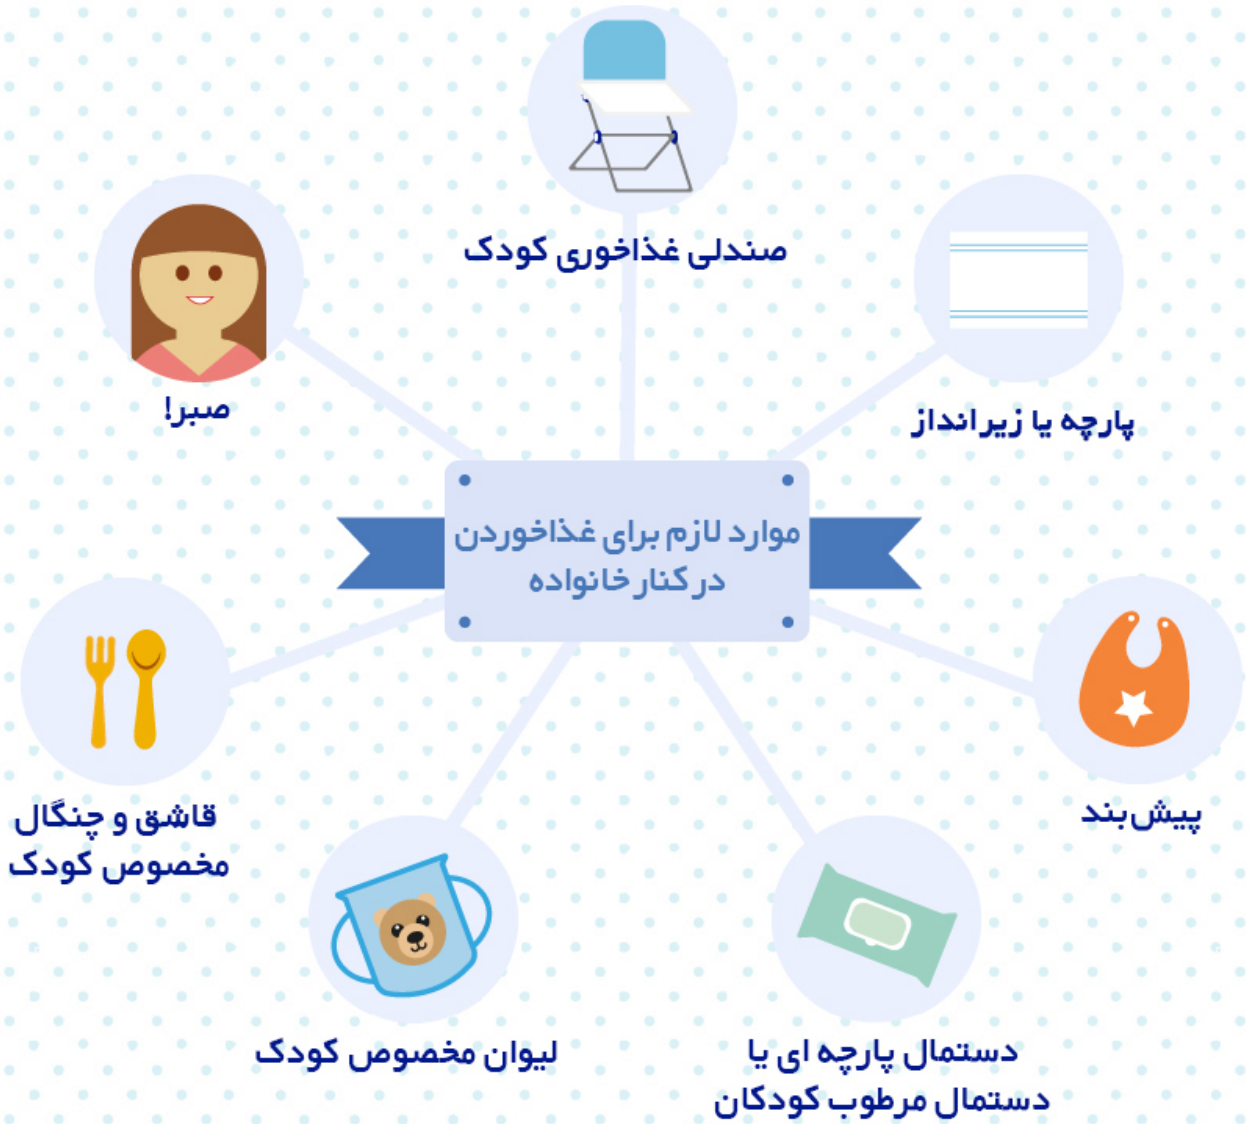 صندلی غذاخوری کودک
صبر!
پارچه یا زیرانداز
موارد لازم برای غذاخوردن
در کنار خانواده
پیش‌بند
قاشق و چنگال
مخصوص کودک
لیوان مخصوص کودک
دستمال پارچه ای یا
دستمال مرطوب کودکان